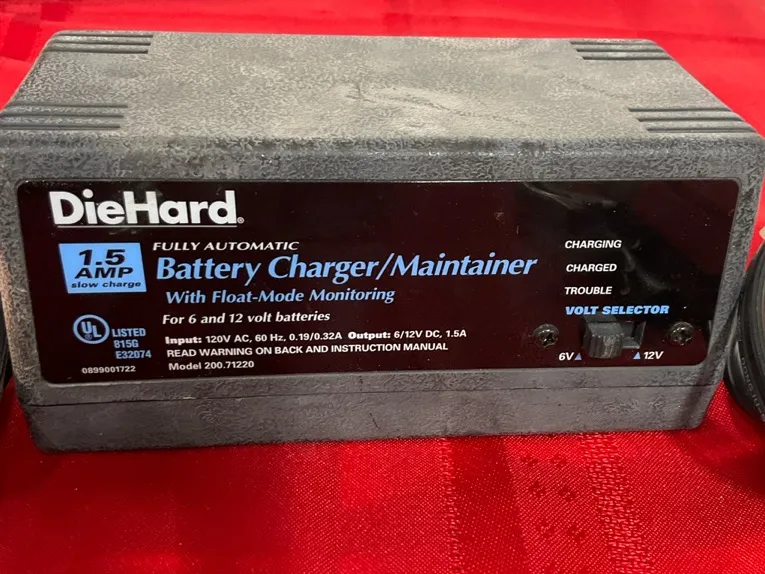 DieHard®
1.5
AMP
slow charge
FULLY AUTOMATIC
Battery Charger/Maintainer
With Float-Mode Monitoring
For 6 and 12 volt batteries
UL® LISTED
815G
E32074
0899001722
Input: 120V AC, 60 Hz, 0.19/0.32A Output: 6/12V DC, 1.5A
READ WARNING ON BACK AND INSTRUCTION MANUAL
Model 200.71220
CHARGING
CHARGED
TROUBLE
VOLT SELECTOR
6V▲ ▲12V